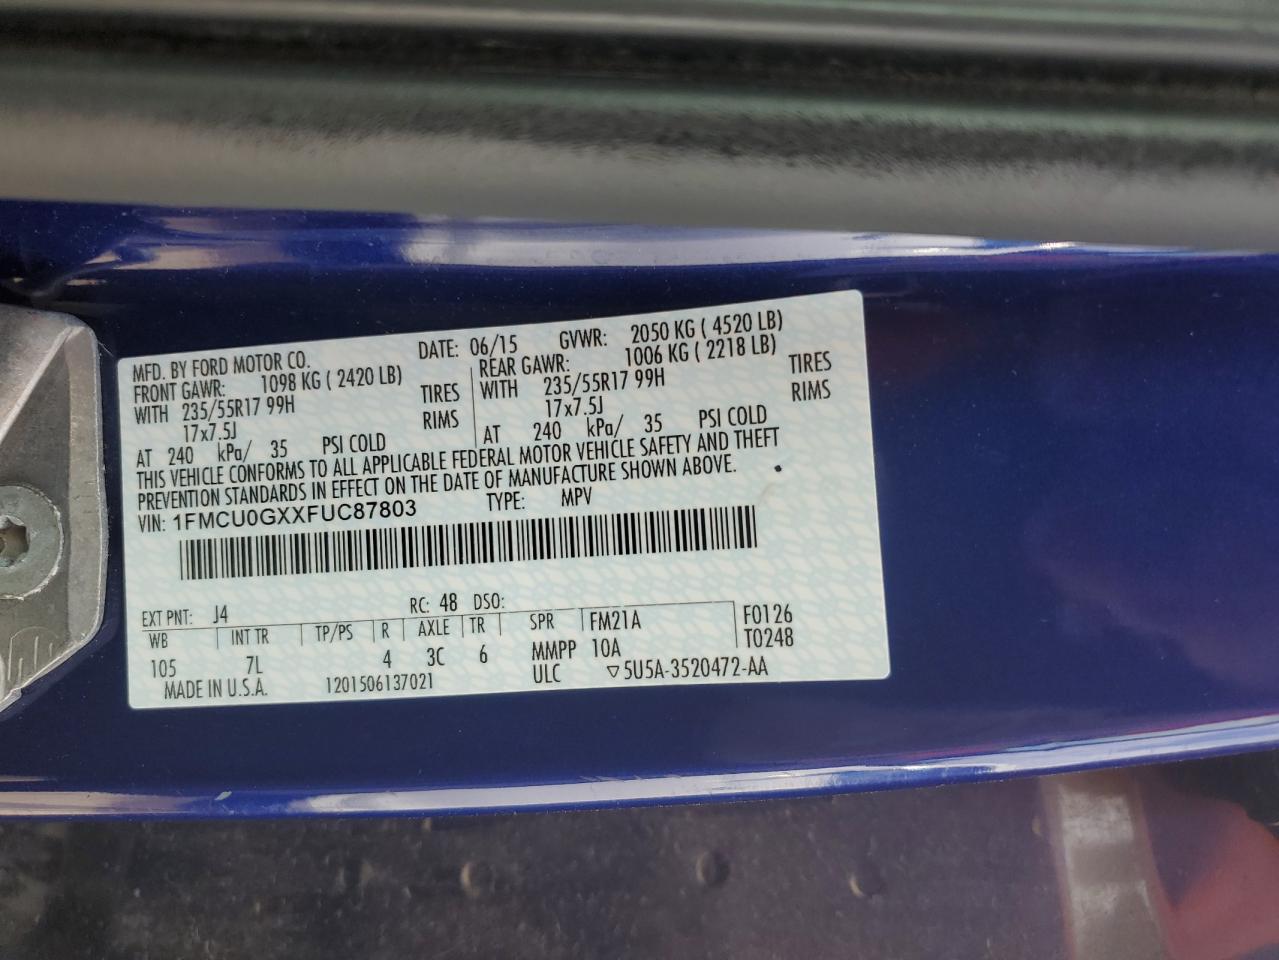 MFD. BY FORD MOTOR CO. DATE: 06/15 GVWR: 2050 KG ( 4520 LB)
FRONT GAWR: 1098 KG ( 2420 LB) REAR GAWR: 1006 KG ( 2218 LB)
WITH 235/55R17 99H TIRES WITH 235/55R17 99H TIRES
17x7.5J RIMS 17x7.5J RIMS
AT 240 kPa/ 35 PSI COLD AT 240 kPa/ 35 PSI COLD
THIS VEHICLE CONFORMS TO ALL APPLICABLE FEDERAL MOTOR VEHICLE SAFETY AND THEFT
PREVENTION STANDARDS IN EFFECT ON THE DATE OF MANUFACTURE SHOWN ABOVE.
VIN: 1FMCU0GXXFUC87803 TYPE: MPV
EXT PNT: J4 RC: 48 DSO:
WB INT TR TP/PS R AXLE TR SPR FM21A F0126
105 7L 4 3C 6 MMPP 10A T0248
MADE IN U.S.A. 1201506137021 ULC ▽5U5A-3520472-AA